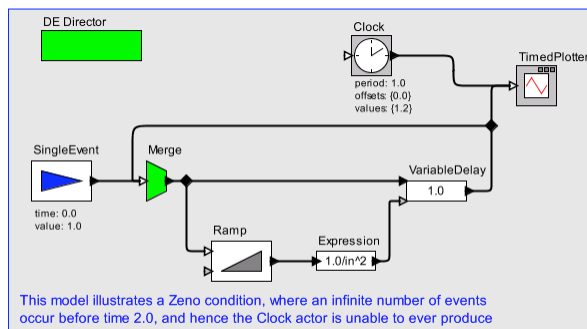 DE Director
Clock
TimedPlotter
period: 1.0
offsets: {0.0}
values: {1.2}
SingleEvent
Merge
VariableDelay
1.0
time: 0.0
value: 1.0
Ramp
Expression
1.0/in^2
This model illustrates a Zeno condition, where an infinite number of events
occur before time 2.0, and hence the Clock actor is unable to ever produce